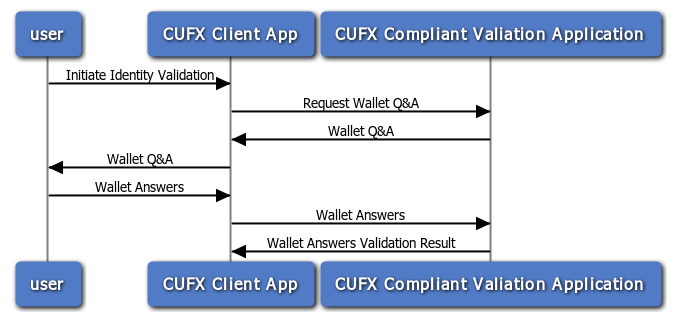 user
CUFX Client App
CUFX Compliant Valiation Application
Initiate Identity Validation
Request Wallet Q&A
Wallet Q&A
Wallet Q&A
Wallet Answers
Wallet Answers
Wallet Answers Validation Result
user
CUFX Client App
CUFX Compliant Valiation Application